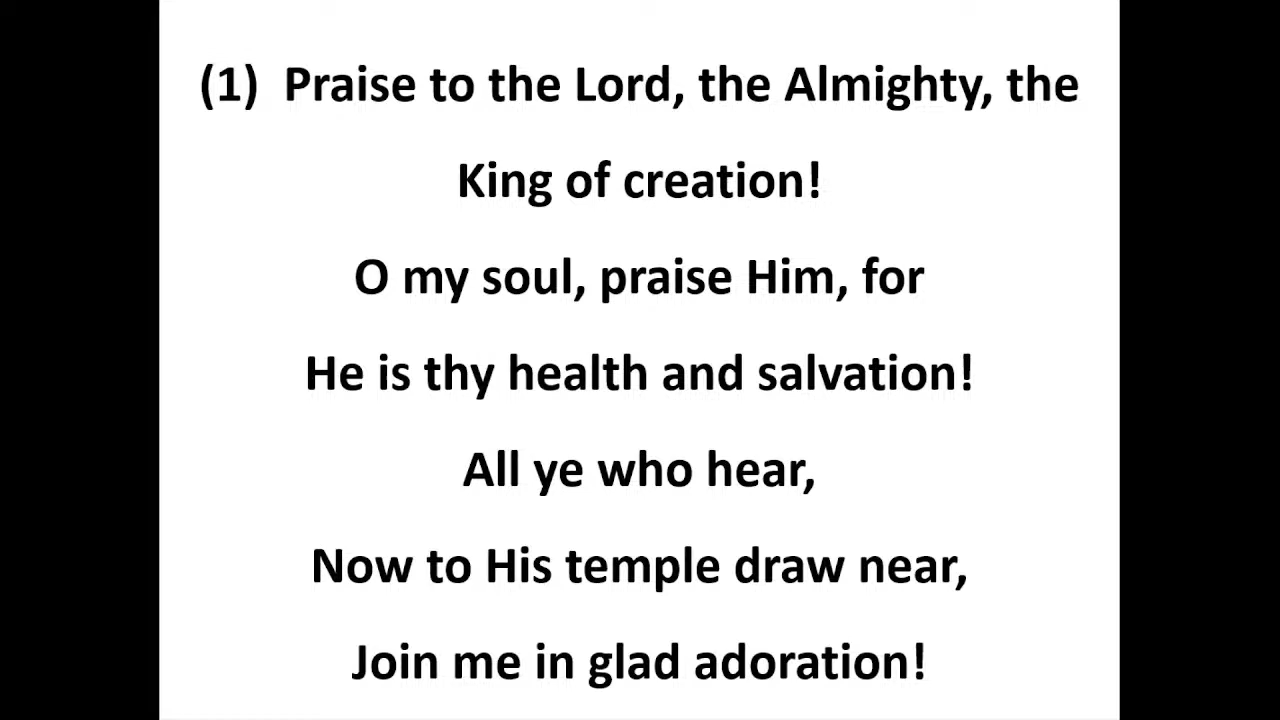 (1) Praise to the Lord, the Almighty, the
King of creation!
O my soul, praise Him, for
He is thy health and salvation!
All ye who hear,
Now to His temple draw near,
Join me in glad adoration!